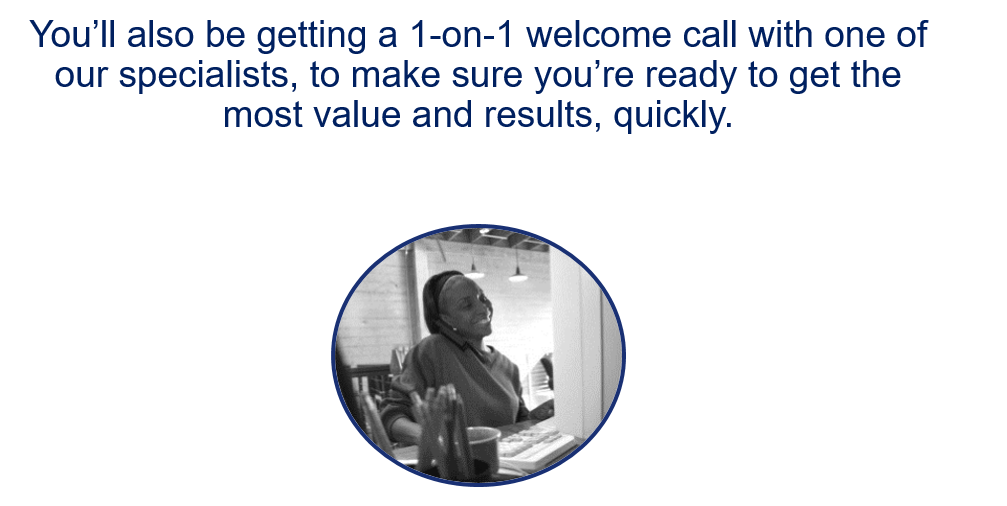 You’ll also be getting a 1-on-1 welcome call with one of
our specialists, to make sure you’re ready to get the
most value and results, quickly.